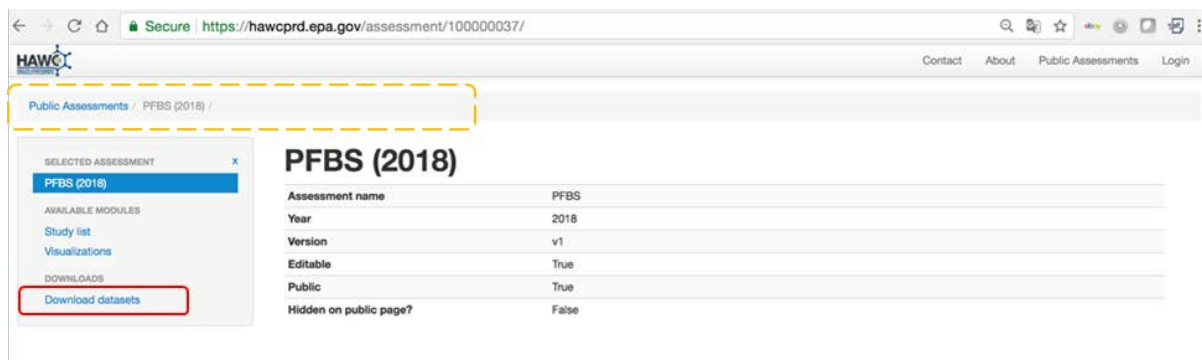 Secure https://hawcprd.epa.gov/assessment/100000037/
HAWC
Contact About Public Assessments Login
Public Assessments / PFBS (2018) /
SELECTED ASSESSMENT x
PFBS (2018)
AVAILABLE MODULES
Study list
Visualizations
DOWNLOADS
Download datasets
PFBS (2018)
Assessment name PFBS
Year 2018
Version v1
Editable True
Public True
Hidden on public page? False